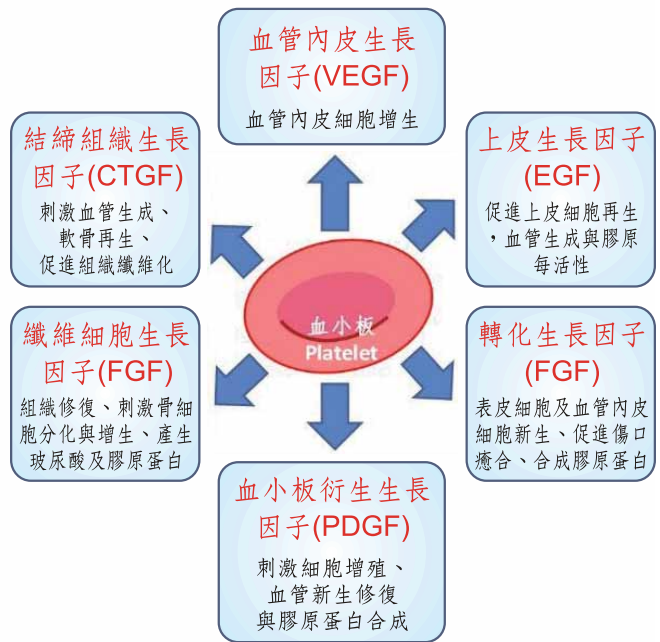 血管內皮生長
因子(VEGF)
血管內皮細胞增生
結締組織生長
因子(CTGF)
刺激血管生成、
軟骨再生、
促進組織纖維化
上皮生長因子
(EGF)
促進上皮細胞再生
，血管生成與膠原
每活性
血小板
Platelet
纖維細胞生長
因子(FGF)
組織修復、刺激骨細
胞分化與增生、產生
玻尿酸及膠原蛋白
轉化生長因子
(FGF)
表皮細胞及血管內皮
細胞新生、促進傷口
癒合、合成膠原蛋白
血小板衍生生長
因子(PDGF)
刺激細胞增殖、
血管新生修復
與膠原蛋白合成